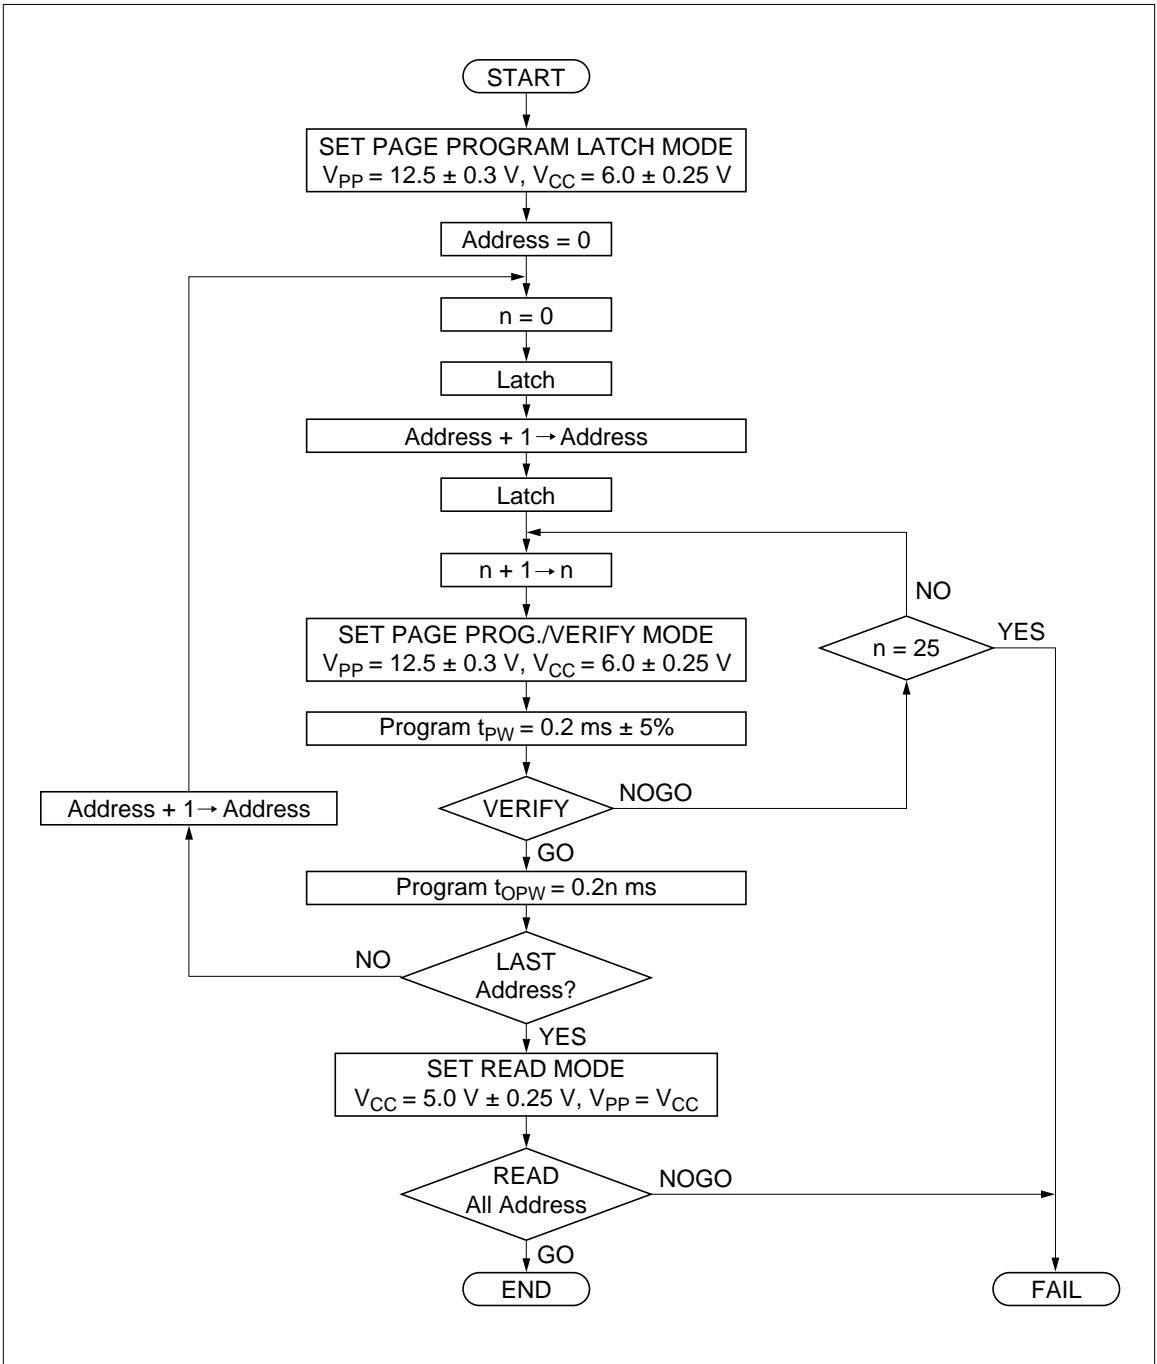 START
SET PAGE PROGRAM LATCH MODE
VPP = 12.5 ± 0.3 V, VCC = 6.0 ± 0.25 V
Address = 0
n = 0
Latch
Address + 1 → Address
Latch
n + 1 → n
NO
SET PAGE PROG./VERIFY MODE
VPP = 12.5 ± 0.3 V, VCC = 6.0 ± 0.25 V
n = 25
YES
Program tPW = 0.2 ms ± 5%
Address + 1 → Address
VERIFY
NOGO
GO
Program tOPW = 0.2n ms
NO
LAST
Address?
YES
SET READ MODE
VCC = 5.0 V ± 0.25 V, VPP = VCC
READ
All Address
NOGO
GO
END
FAIL